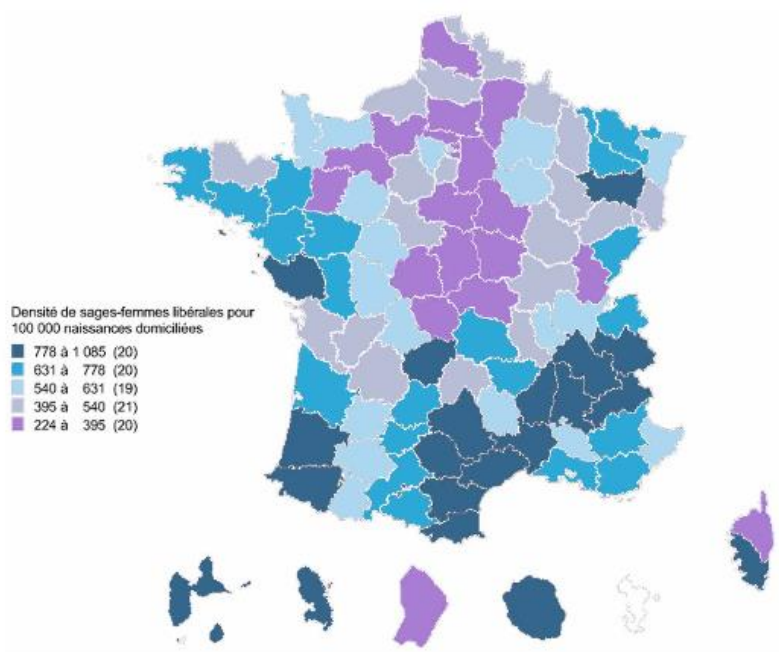 Densité de sages-femmes libérales pour
100 000 naissances domiciliées
778 à 1 085 (20)
631 à 778 (20)
540 à 631 (19)
395 à 540 (21)
224 à 395 (20)